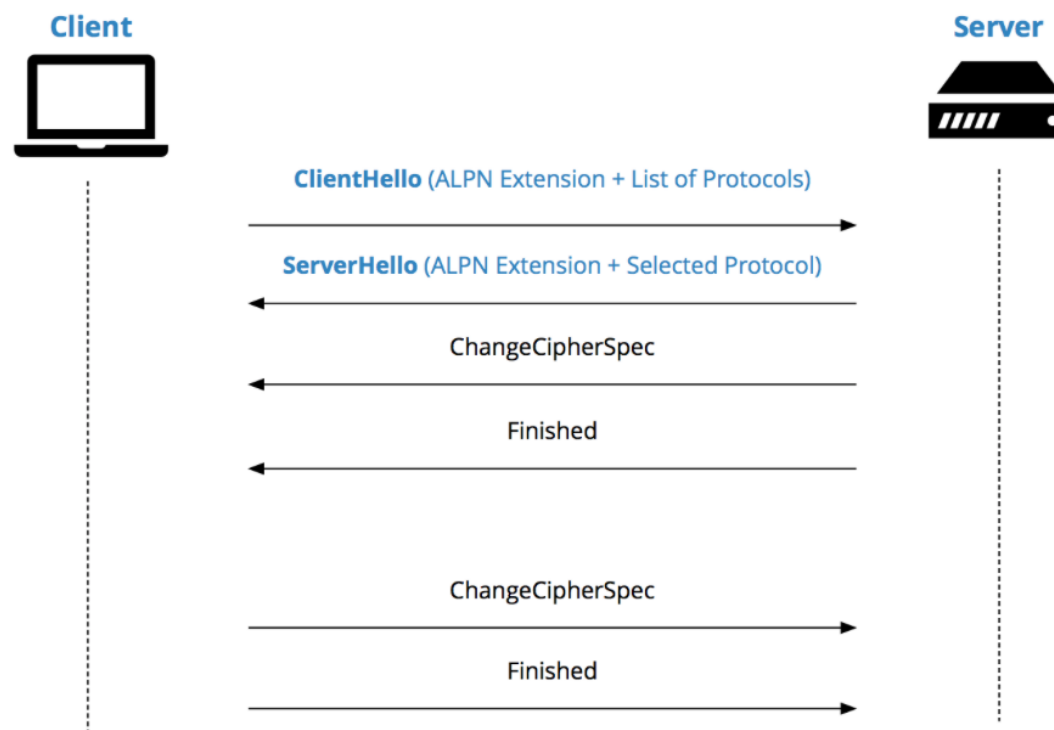 Client
Server
ClientHello (ALPN Extension + List of Protocols)
ServerHello (ALPN Extension + Selected Protocol)
ChangeCipherSpec
Finished
ChangeCipherSpec
Finished